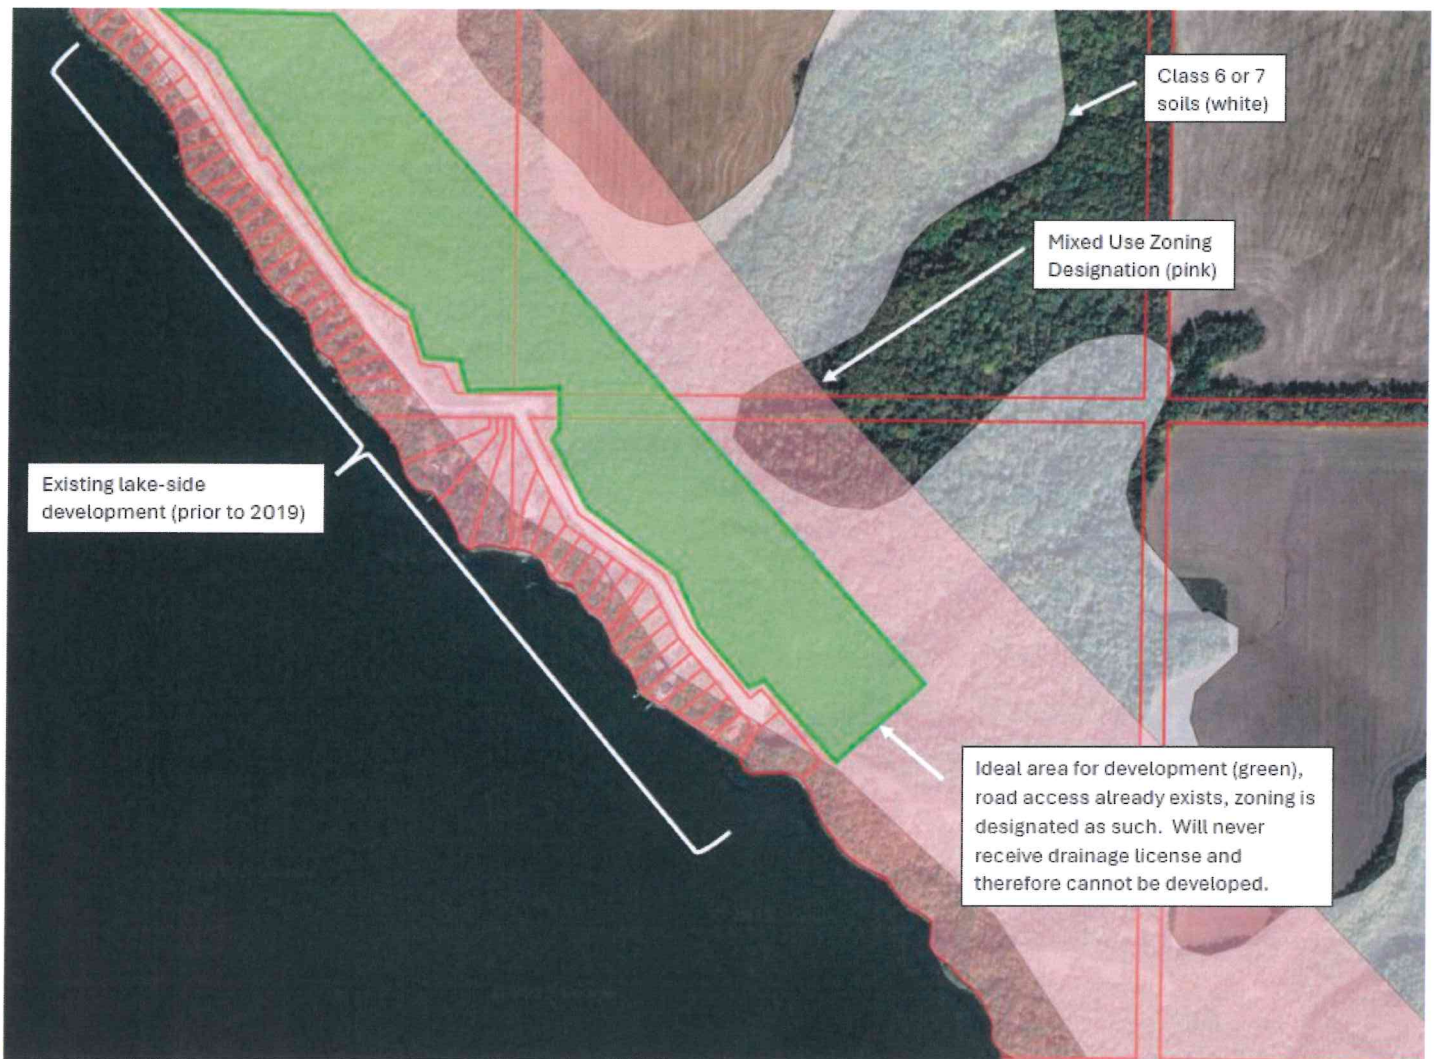 Class 6 or 7
soils (white)
Mixed Use Zoning
Designation (pink)
Existing lake-side
development (prior to 2019)
Ideal area for development (green),
road access already exists, zoning is
designated as such.  Will never
receive drainage license and
therefore cannot be developed.